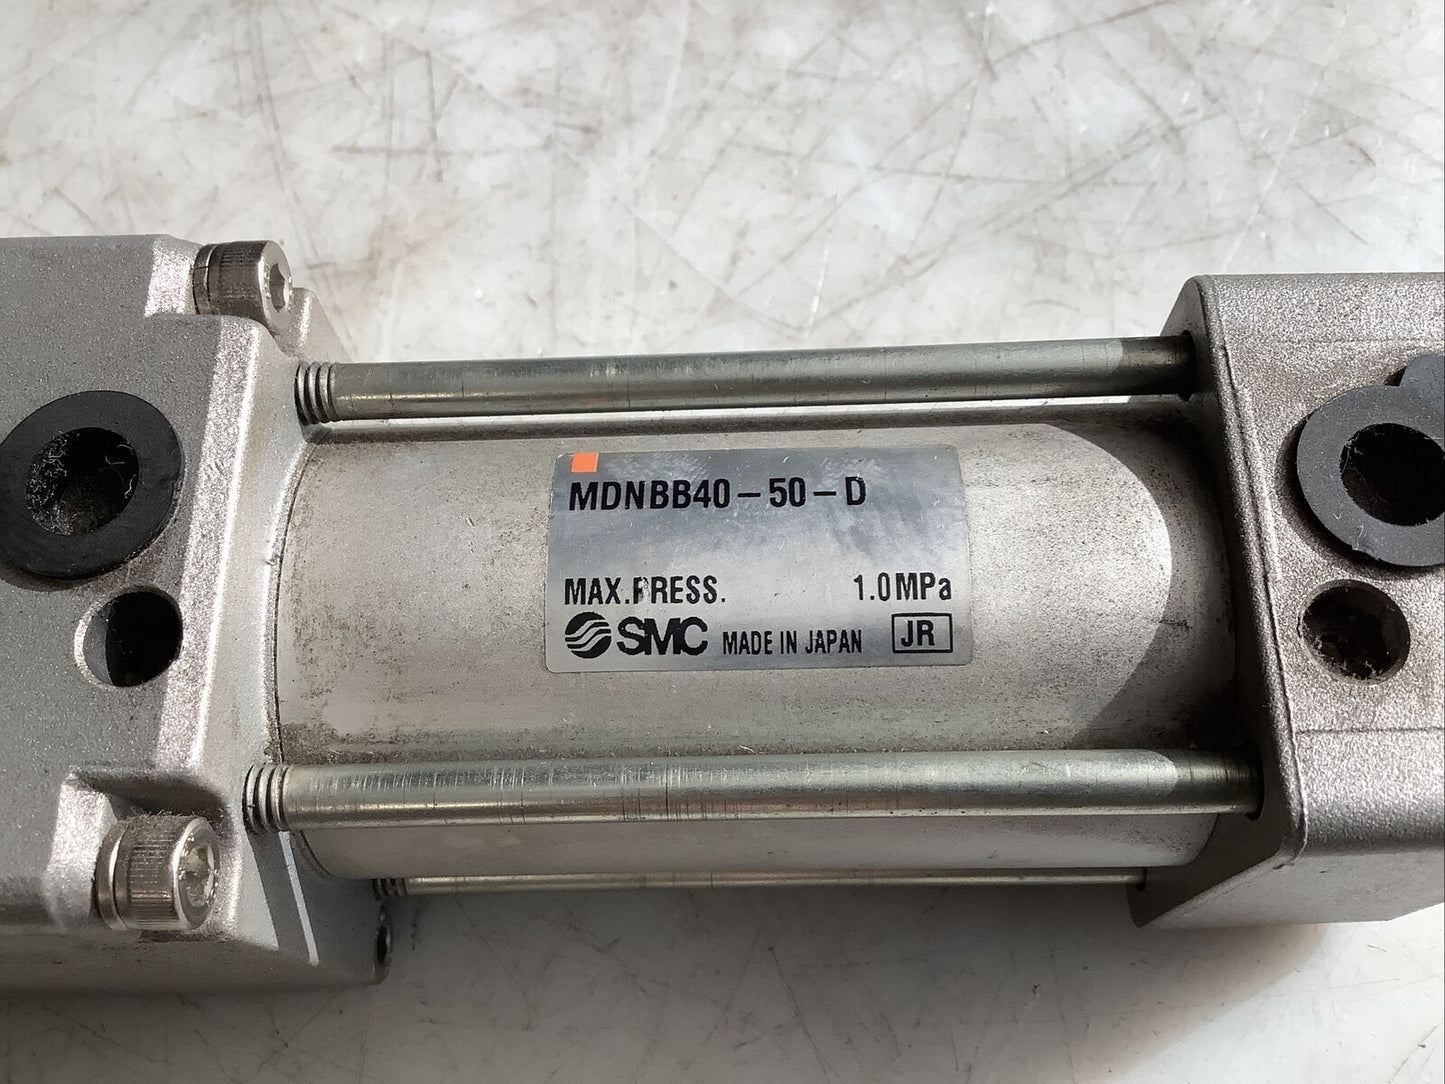 MDNBB40-50-D
MAX.PRESS. 1.0MPa
SMC MADE IN JAPAN JR